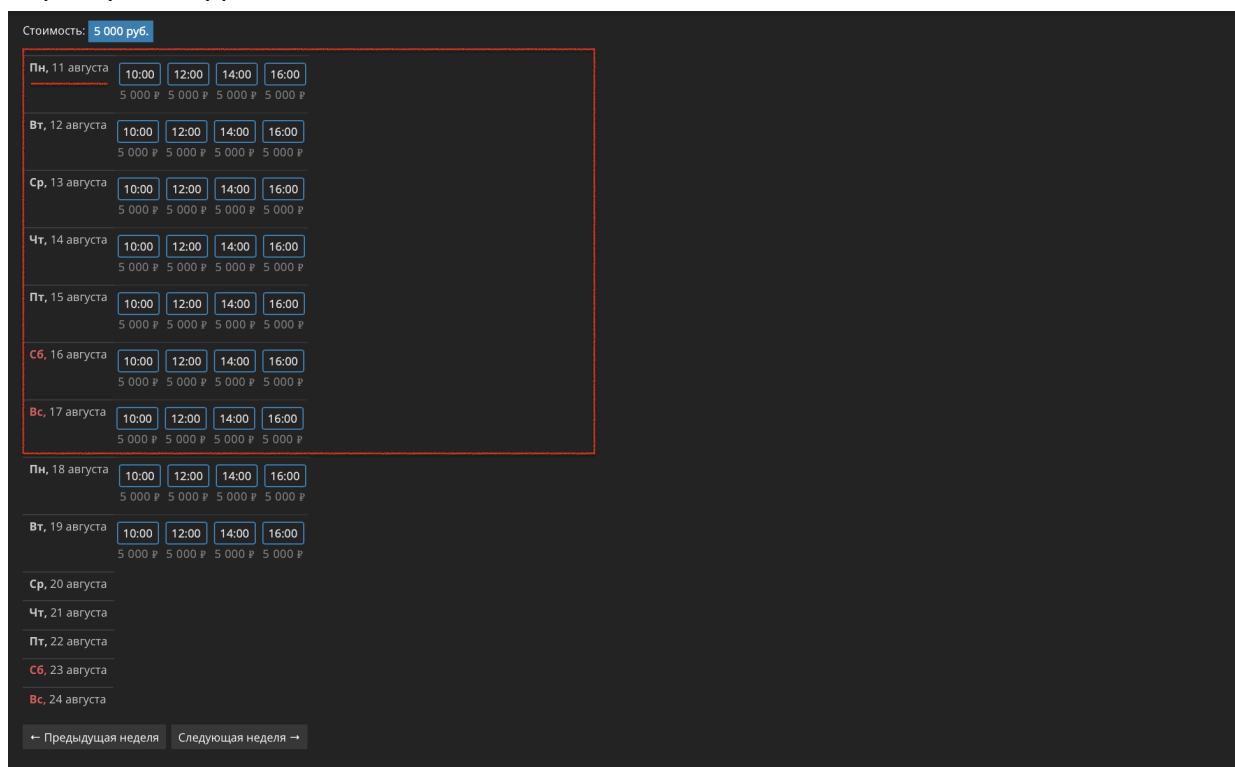 Стоимость: 5 000 руб.
Пн, 11 августа 10:00 12:00 14:00 16:00
5 000 ₽ 5 000 ₽ 5 000 ₽ 5 000 ₽
Вт, 12 августа 10:00 12:00 14:00 16:00
5 000 ₽ 5 000 ₽ 5 000 ₽ 5 000 ₽
Ср, 13 августа 10:00 12:00 14:00 16:00
5 000 ₽ 5 000 ₽ 5 000 ₽ 5 000 ₽
Чт, 14 августа 10:00 12:00 14:00 16:00
5 000 ₽ 5 000 ₽ 5 000 ₽ 5 000 ₽
Пт, 15 августа 10:00 12:00 14:00 16:00
5 000 ₽ 5 000 ₽ 5 000 ₽ 5 000 ₽
Сб, 16 августа 10:00 12:00 14:00 16:00
5 000 ₽ 5 000 ₽ 5 000 ₽ 5 000 ₽
Вс, 17 августа 10:00 12:00 14:00 16:00
5 000 ₽ 5 000 ₽ 5 000 ₽ 5 000 ₽
Пн, 18 августа 10:00 12:00 14:00 16:00
5 000 ₽ 5 000 ₽ 5 000 ₽ 5 000 ₽
Вт, 19 августа 10:00 12:00 14:00 16:00
5 000 ₽ 5 000 ₽ 5 000 ₽ 5 000 ₽
Ср, 20 августа
Чт, 21 августа
Пт, 22 августа
Сб, 23 августа
Вс, 24 августа
← Предыдущая неделя Следующая неделя →